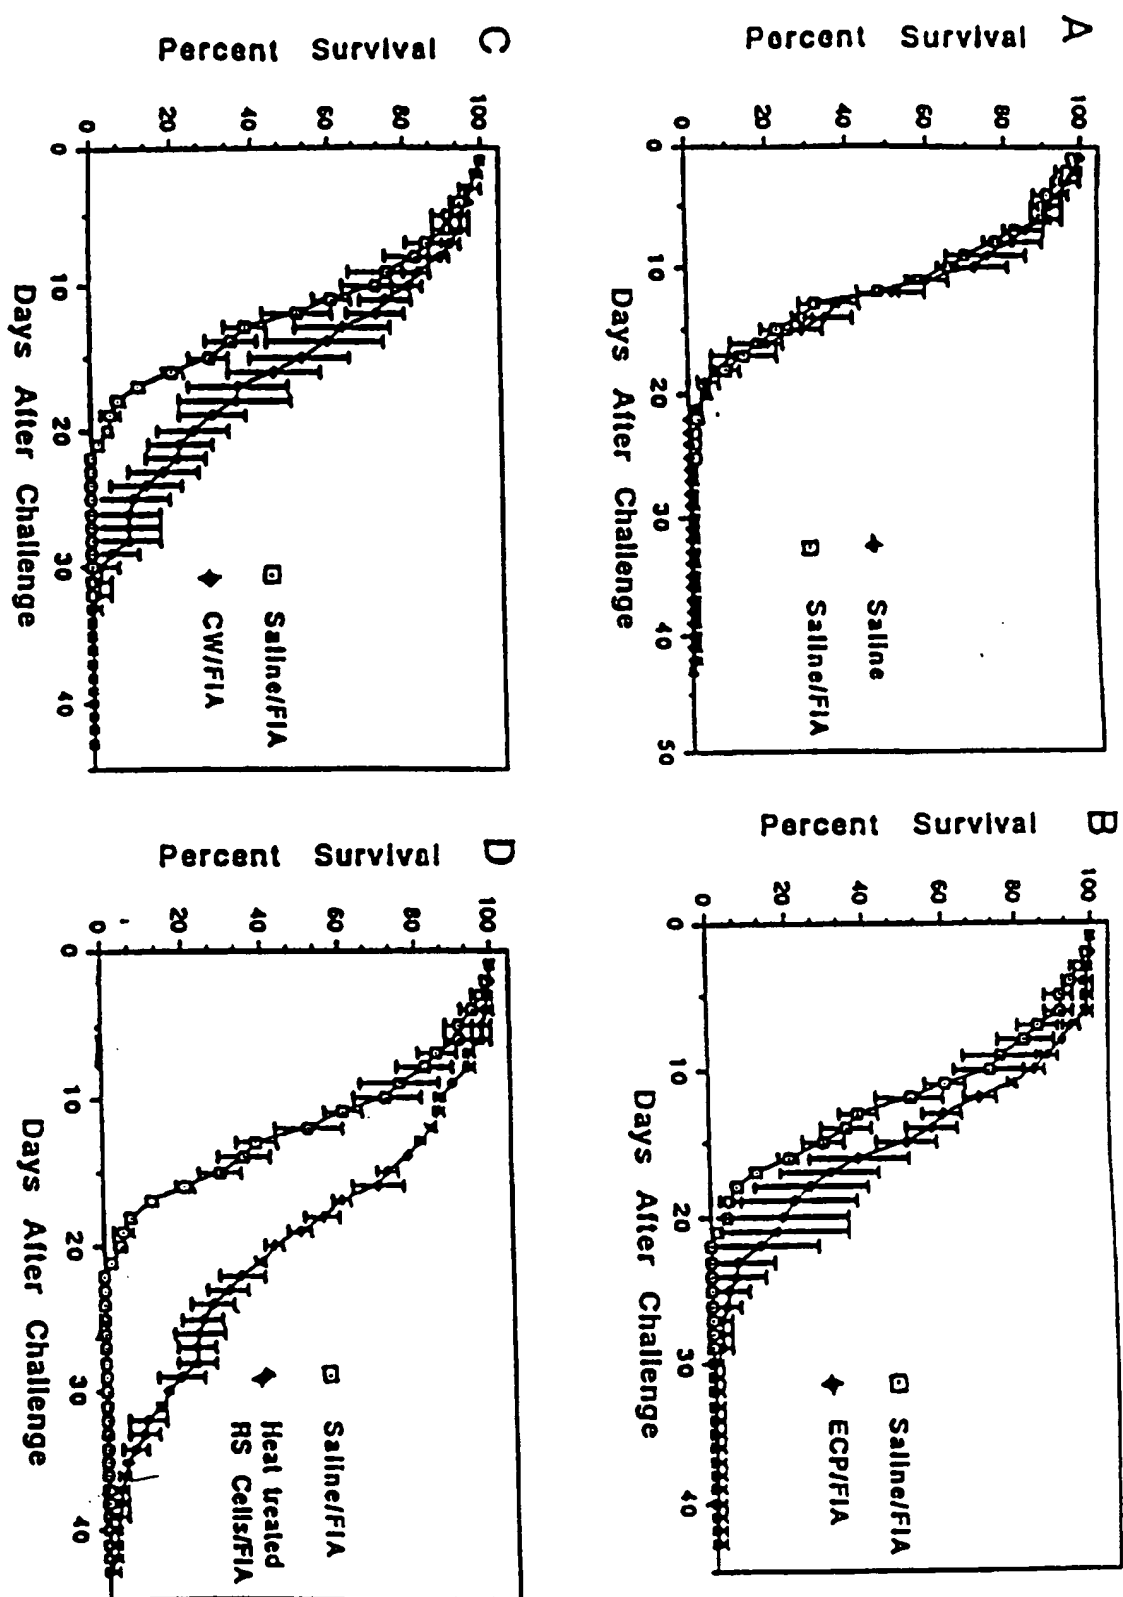 A
Percent Survival
100
80
60
40
20
0
0
10
20
30
40
50
Days After Challenge
Saline
Saline/FIA
B
Percent Survival
100
80
60
40
20
0
0
10
20
30
40
Days After Challenge
Saline/FIA
ECP/FIA
C
Percent Survival
100
80
60
40
20
0
0
10
20
30
40
Days After Challenge
Saline/FIA
CW/FIA
D
Percent Survival
100
80
60
40
20
0
0
10
20
30
40
Days After Challenge
Saline/FIA
Heat treated
RS Cells/FIA